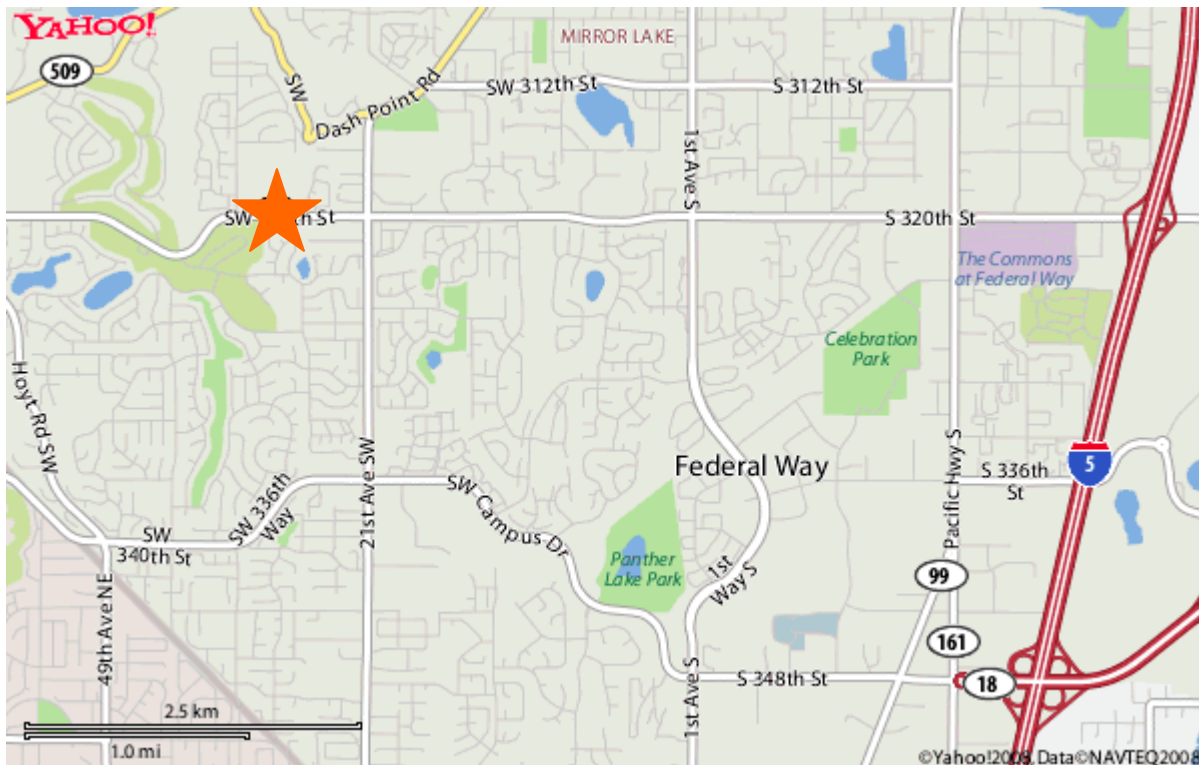 YAHOO!
MIRROR LAKE
509
SW
Dash Point Rd
SW 312th St
S 312th St
1st Ave S
SW th St
S 320th St
The Commons
at Federal Way
Celebration
Park
Hoyt Rd SW
21st Ave SW
Federal Way
Pacific Hwy S
5
S 336th
St
SW 336th
Way
SW Campus Dr
SW
340th St
Panther
Lake Park
1st
Way S
99
49th Ave NE
161
1st Ave S
S 348th St
18
2.5 km
1.0 mi
©Yahoo!2008, Data©NAVTEQ2008